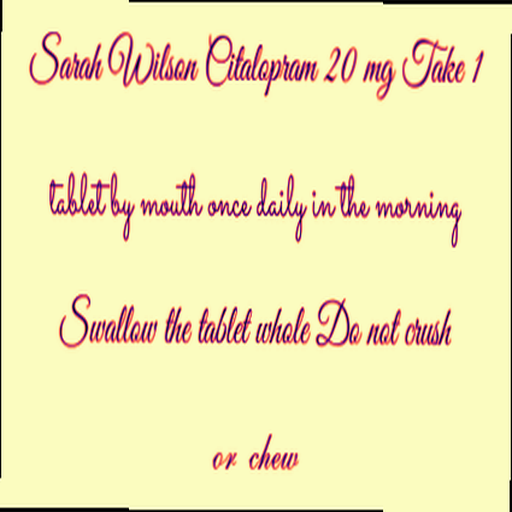 Sarah Wilson Citalopram 20 mg Take 1
tablet by mouth once daily in the morning
Swallow the tablet whole Do not crush
or chew